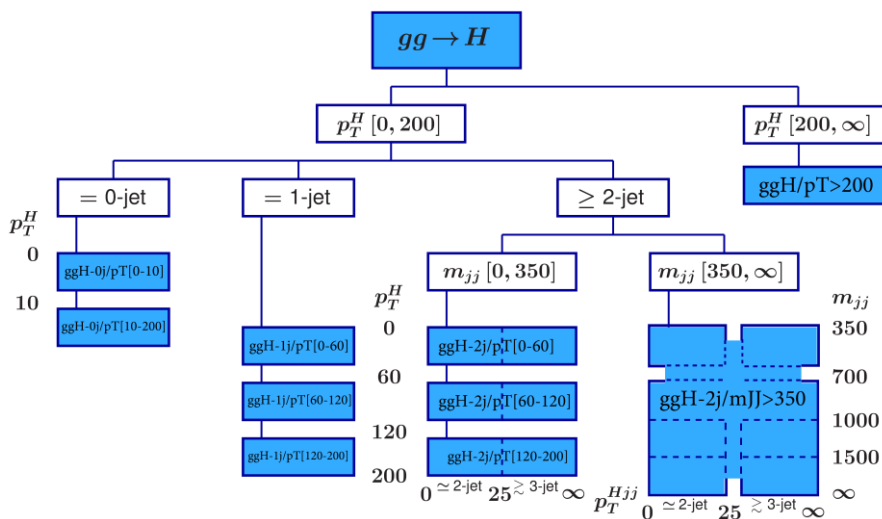 gg → H
p_T^H [0, 200]
p_T^H [200, ∞]
ggH/pT>200
= 0-jet
= 1-jet
≥ 2-jet
p_T^H
0
ggH-0j/pT[0-10]
10
ggH-0j/pT[10-200]
m_jj [0, 350]
m_jj [350, ∞]
p_T^H
m_jj
0
350
ggH-1j/pT[0-60]
ggH-2j/pT[0-60]
60
700
ggH-1j/pT[60-120]
ggH-2j/pT[60-120]
ggH-2j/mJJ>350
1000
120
ggH-1j/pT[120-200]
ggH-2j/pT[120-200]
1500
200
∞
0 ≃ 2-jet 25 ≳ 3-jet ∞
p_T^Hjj 0 ≃ 2-jet 25 ≳ 3-jet ∞